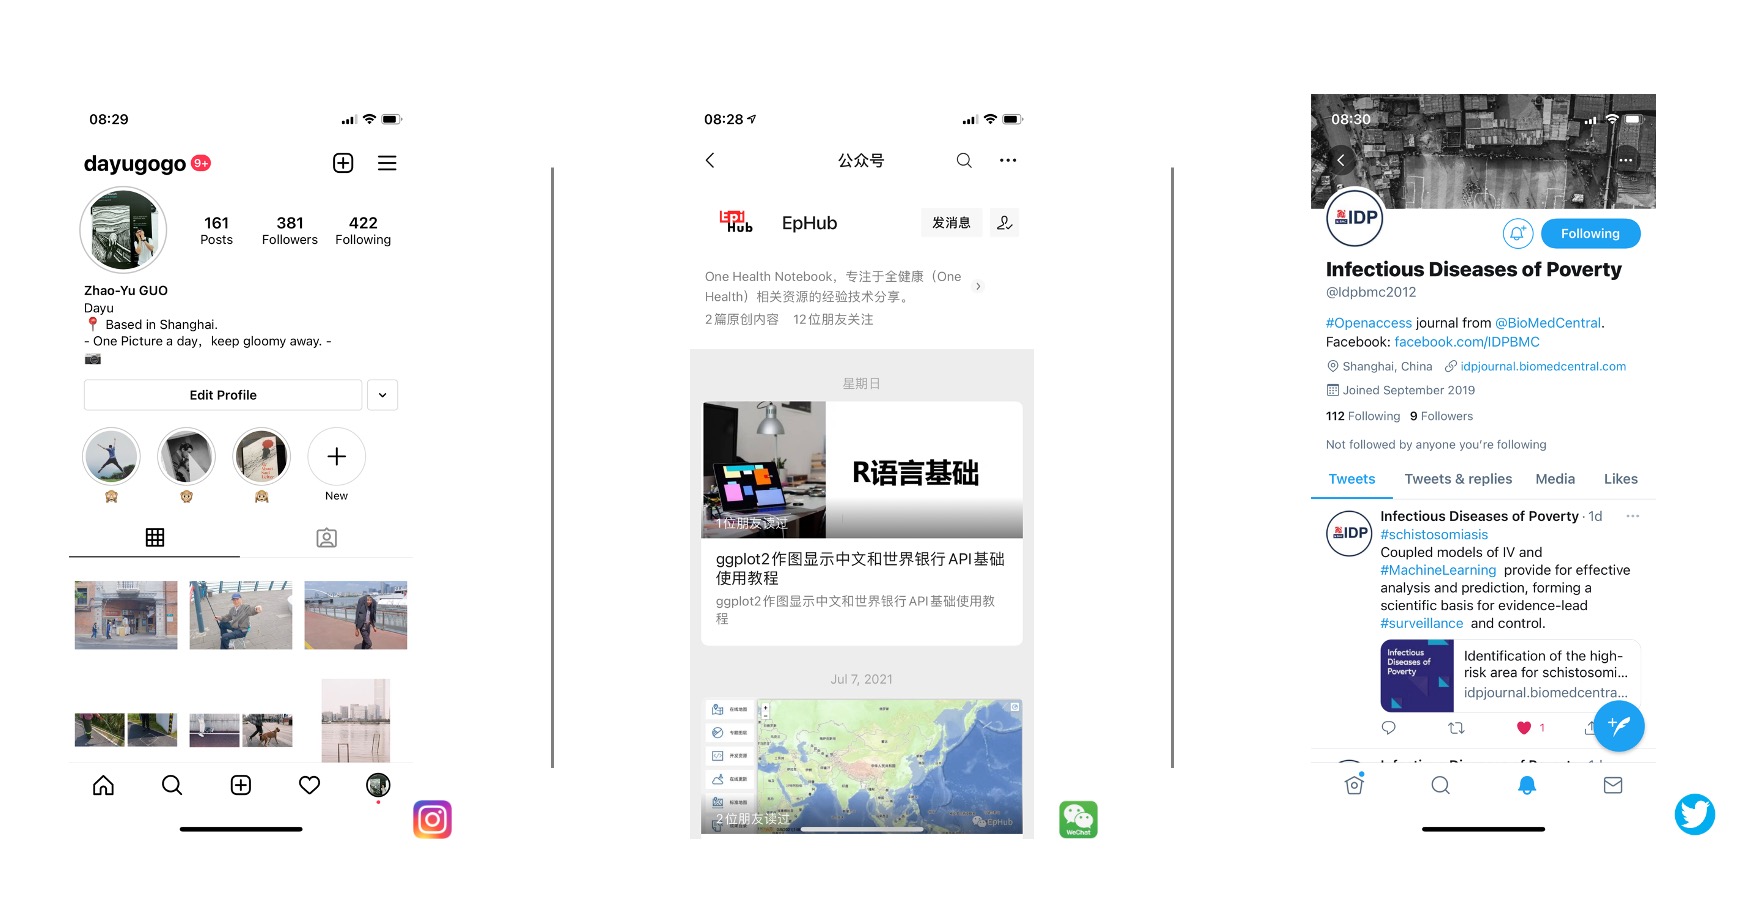 08:29
dayugogo 9+
161 381 422
Posts Followers Following
Zhao-Yu GUO
Dayu
Based in Shanghai.
- One Picture a day，keep gloomy away. -
Edit Profile
New
08:28
公众号
Epi
Hub
EpHub
发消息
One Health Notebook，专注于全健康（One
Health）相关资源的经验技术分享。
2篇原创内容 12位朋友关注
星期日
R语言基础
1位朋友读过
ggplot2作图显示中文和世界银行API基础
使用教程
ggplot2作图显示中文和世界银行API基础使用教
程
Jul 7, 2021
2位朋友读过
EpHub
WeChat
08:30
IDP
Following
Infectious Diseases of Poverty
@Idpbmc2012
#Openaccess journal from @BioMedCentral.
Facebook: facebook.com/IDPBMC
Shanghai, China idpjournal.biomedcentral.com
Joined September 2019
112 Following 9 Followers
Not followed by anyone you're following
Tweets Tweets & replies Media Likes
IDP
Infectious Diseases of Poverty · 1d
#schistosomiasis
Coupled models of IV and
#MachineLearning provide for effective
analysis and prediction, forming a
scientific basis for evidence-lead
#surveillance and control.
Infectious
Diseases of
Poverty
Identification of the high-
risk area for schistosomi...
idpjournal.biomedcentra...
1